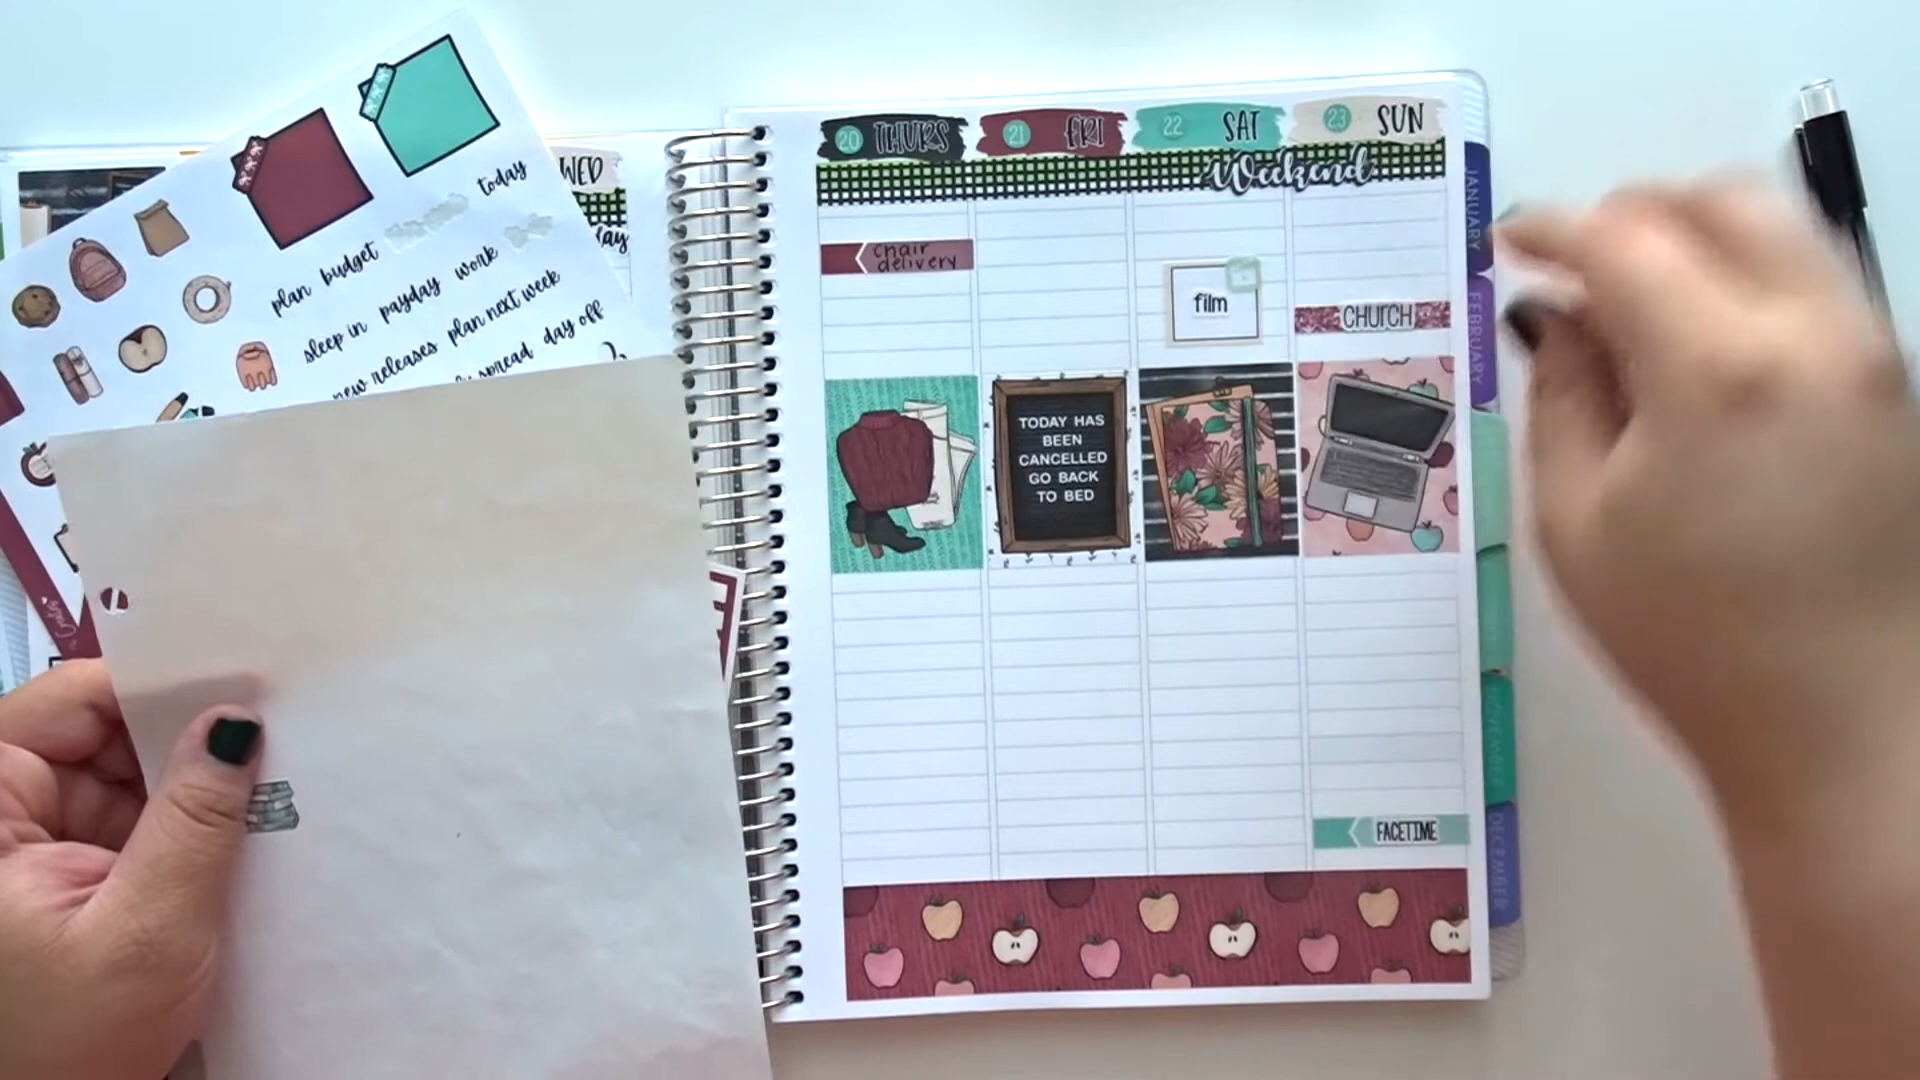 today
plan budget
sleep in payday work
new releases plan next week
spread day off
WED
20 THURS
21 FRI
22 SAT
23 SUN
Weekend
chair
delivery
film
CHURCH
TODAY HAS
BEEN
CANCELLED
GO BACK
TO BED
FACETIME
JANUARY
FEBRUARY
NOVEMBER
DECEMBER